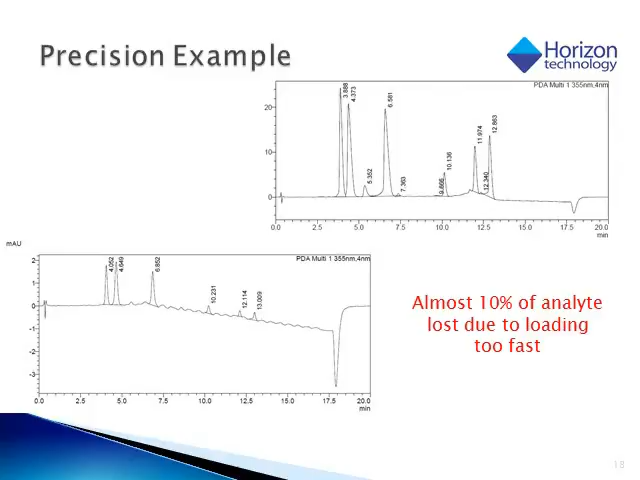 Precision Example
Horizon
technology
PDA Multi 1 355nm,4nm
20
10
0
3.888
4.373
5.352
6.581
7.363
9.865
10.136
11.974
12.340
12.863
0.0 2.5 5.0 7.5 10.0 12.5 15.0 17.5 20.0
min
mAU
PDA Multi 1 355nm,4nm
2
1
0
-1
-2
-3
4.052
4.649
6.852
10.231
12.114
13.009
0.0 2.5 5.0 7.5 10.0 12.5 15.0 17.5 20.0
min
Almost 10% of analyte
lost due to loading
too fast
18